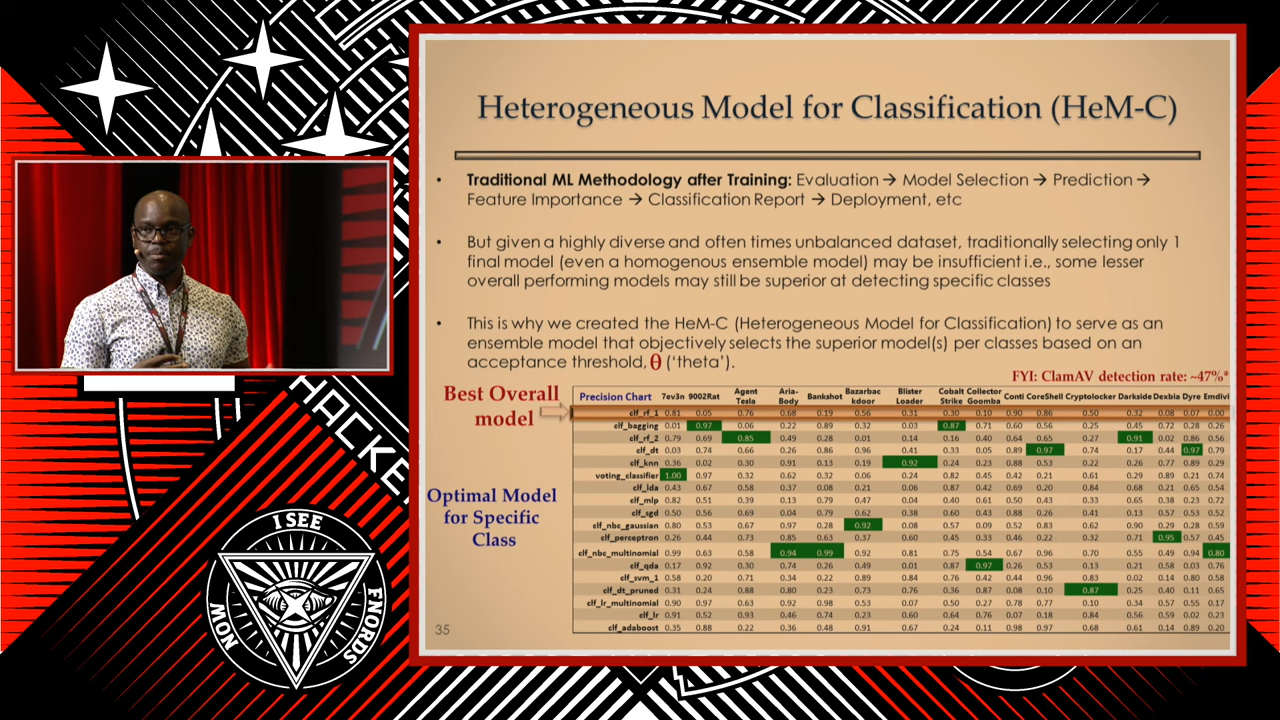 Heterogeneous Model for Classification (HeM-C)
• Traditional ML Methodology after Training: Evaluation → Model Selection → Prediction →
Feature Importance → Classification Report → Deployment, etc
• But given a highly diverse and often times unbalanced dataset, traditionally selecting only 1
final model (even a homogenous ensemble model) may be insufficient i.e., some lesser
overall performing models may still be superior at detecting specific classes
• This is why we created the HeM-C (Heterogeneous Model for Classification) to serve as an
ensemble model that objectively selects the superior model(s) per classes based on an
acceptance threshold, θ ('theta').
FYI: ClamAV detection rate: ~47%*
Best Overall
model
Optimal Model
for Specific
Class
Precision Chart 7ev3n 9002Rat Agent Tesla Aria-Body Bankshot Bazarbackdoor Blister Loader Cobalt Strike Collector Goomba Conti CoreShell Cryptolocker Darkside Dexbia Dyre Emdivi
clf_rf_1 0.81 0.05 0.76 0.68 0.19 0.56 0.31 0.30 0.10 0.90 0.86 0.50 0.32 0.08 0.07 0.00
clf_bagging 0.01 0.97 0.06 0.22 0.89 0.32 0.03 0.87 0.71 0.60 0.56 0.25 0.45 0.72 0.28 0.26
clf_rf_2 0.79 0.69 0.85 0.49 0.28 0.01 0.14 0.16 0.40 0.64 0.65 0.27 0.91 0.02 0.86 0.56
clf_dt 0.03 0.74 0.66 0.26 0.86 0.96 0.41 0.33 0.05 0.89 0.97 0.74 0.17 0.44 0.97 0.79
clf_knn 0.36 0.02 0.30 0.91 0.13 0.19 0.92 0.24 0.23 0.88 0.53 0.22 0.26 0.77 0.89 0.29
voting_classifier 1.00 0.97 0.32 0.62 0.32 0.06 0.24 0.82 0.45 0.42 0.21 0.61 0.29 0.89 0.21 0.74
clf_lda 0.43 0.67 0.58 0.37 0.08 0.21 0.06 0.87 0.42 0.69 0.20 0.84 0.68 0.21 0.65 0.54
clf_mlp 0.82 0.51 0.39 0.13 0.79 0.47 0.04 0.40 0.61 0.50 0.43 0.33 0.65 0.38 0.23 0.72
clf_sgd 0.50 0.56 0.69 0.04 0.79 0.62 0.38 0.60 0.43 0.88 0.26 0.41 0.13 0.57 0.53 0.52
clf_nbc_gaussian 0.80 0.53 0.67 0.97 0.28 0.92 0.08 0.57 0.09 0.52 0.83 0.62 0.90 0.29 0.28 0.59
clf_perceptron 0.26 0.44 0.73 0.85 0.63 0.37 0.60 0.45 0.33 0.46 0.22 0.32 0.71 0.95 0.57 0.45
clf_nbc_multinomial 0.99 0.63 0.58 0.94 0.99 0.92 0.81 0.75 0.54 0.67 0.96 0.70 0.55 0.49 0.94 0.80
clf_qda 0.17 0.92 0.30 0.74 0.26 0.49 0.01 0.87 0.97 0.26 0.53 0.13 0.21 0.58 0.03 0.76
clf_svm_1 0.58 0.20 0.71 0.34 0.22 0.89 0.84 0.76 0.42 0.44 0.96 0.83 0.02 0.14 0.80 0.58
clf_dt_pruned 0.31 0.24 0.88 0.80 0.23 0.73 0.76 0.36 0.87 0.08 0.10 0.87 0.25 0.40 0.11 0.65
clf_lr_multinomial 0.90 0.97 0.63 0.92 0.98 0.53 0.07 0.50 0.27 0.78 0.77 0.10 0.34 0.57 0.55 0.17
clf_lr 0.91 0.52 0.93 0.46 0.74 0.23 0.60 0.64 0.76 0.07 0.18 0.84 0.56 0.59 0.02 0.23
clf_adaboost 0.35 0.88 0.22 0.36 0.48 0.91 0.67 0.24 0.11 0.98 0.97 0.68 0.61 0.14 0.89 0.20
35
HACKE
I SEE
FNORDS
NOW